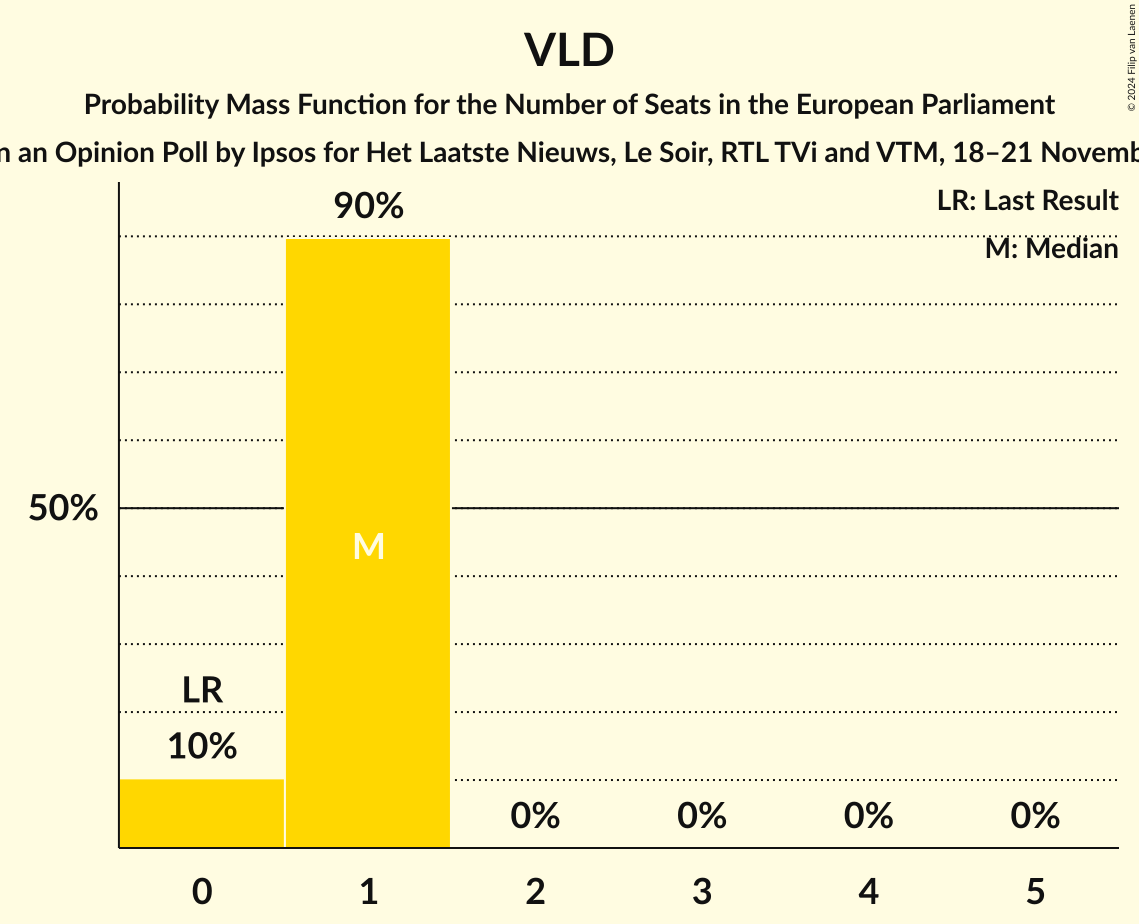 VLD
Probability Mass Function for the Number of Seats in the European Parliament
an Opinion Poll by Ipsos for Het Laatste Nieuws, Le Soir, RTL TVi and VTM, 18–21 Novemb
© 2024 Filip van Laenen
LR: Last Result
M: Median
90%
50%
M
LR
10%
0% 0% 0% 0%
0 1 2 3 4 5